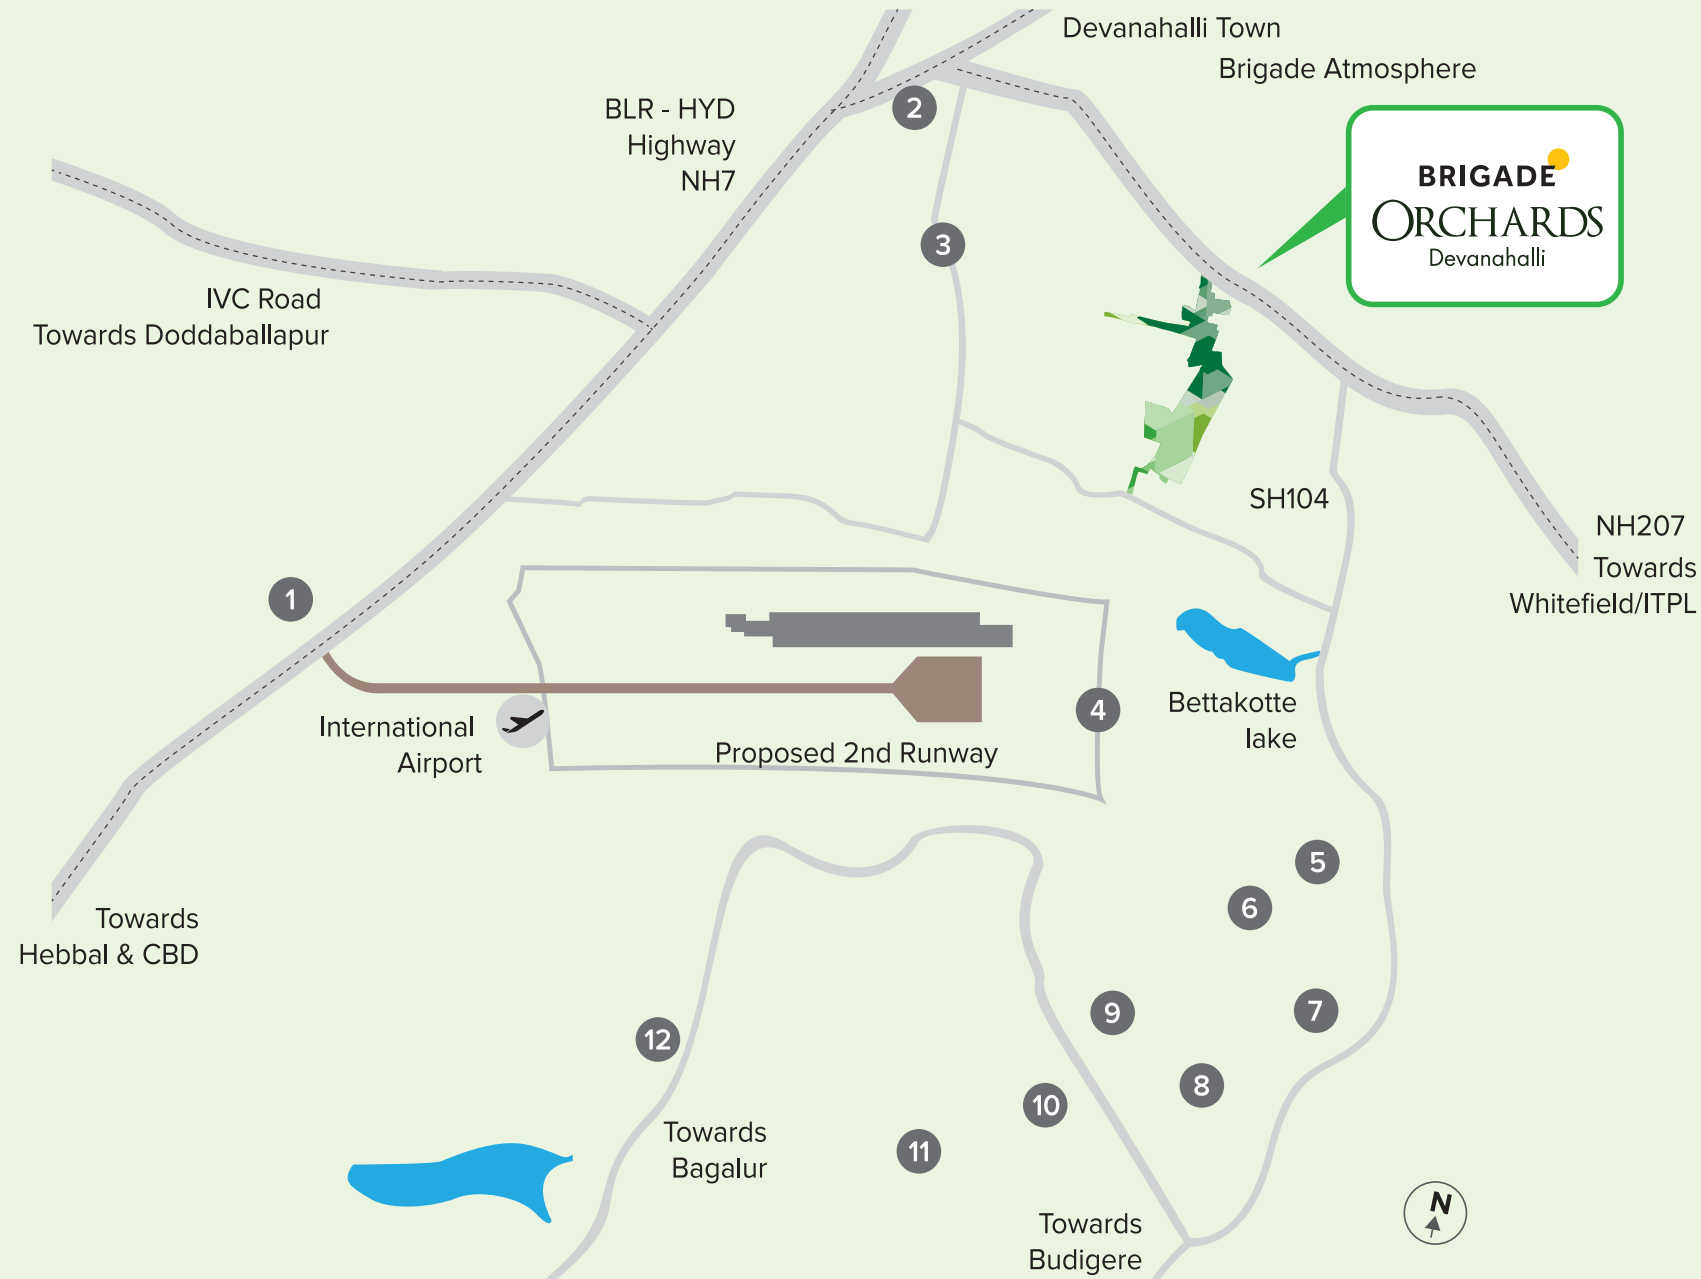 Devanahalli Town
Brigade Atmosphere
BLR - HYD
Highway
NH7
2
BRIGADE
ORCHARDS
Devanahalli
3
IVC Road
Towards Doddaballapur
SH104
NH207
Towards
Whitefield/ITPL
1
International
Airport
Proposed 2nd Runway
4
Bettakotte
lake
5
6
Towards
Hebbal & CBD
7
9
12
8
10
11
Towards
Bagalur
Towards
Budigere
N